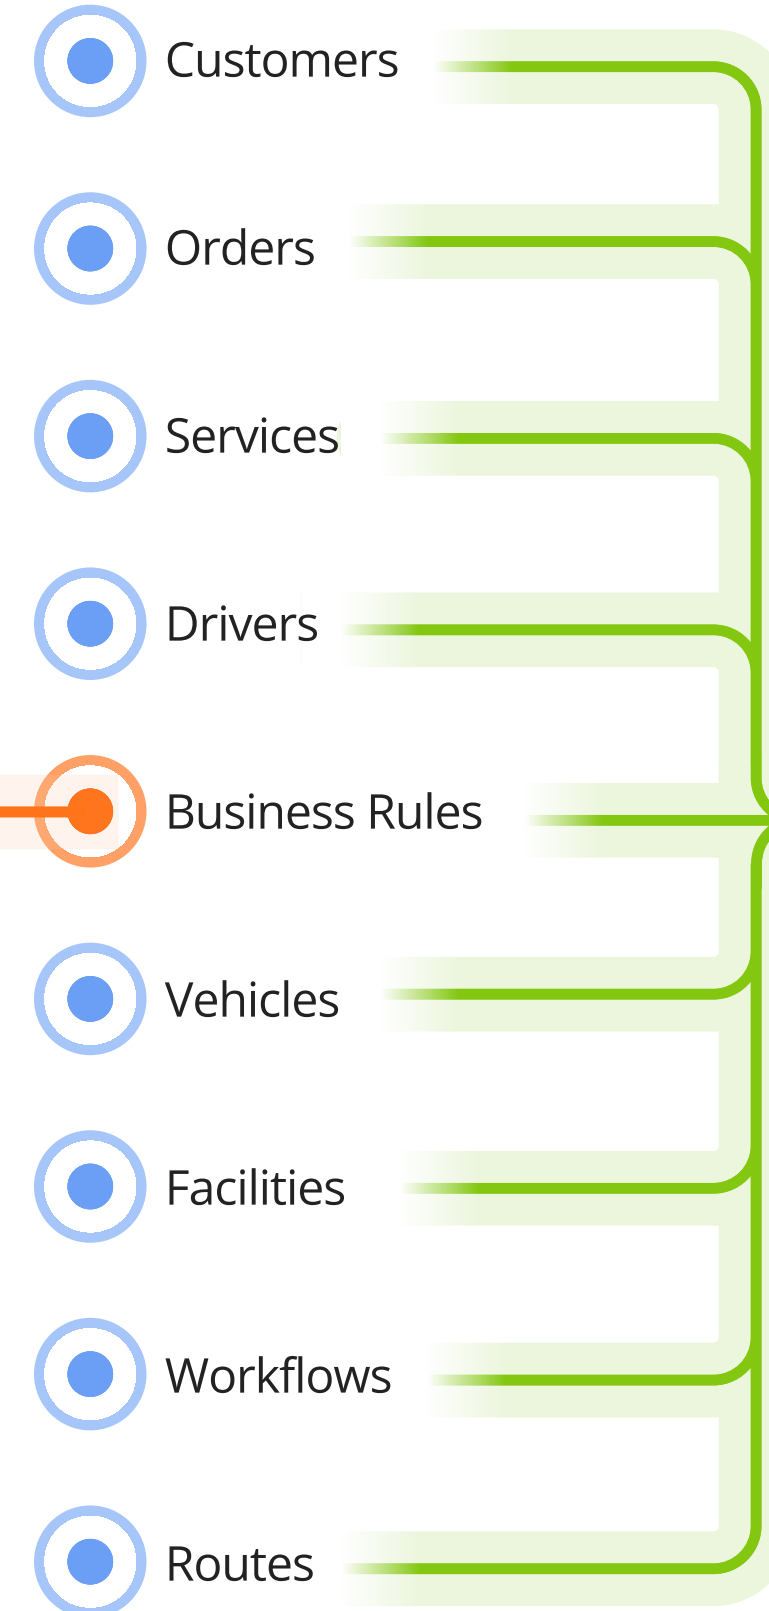 Customers
Orders
Services
Drivers
Business Rules
Vehicles
Facilities
Workflows
Routes